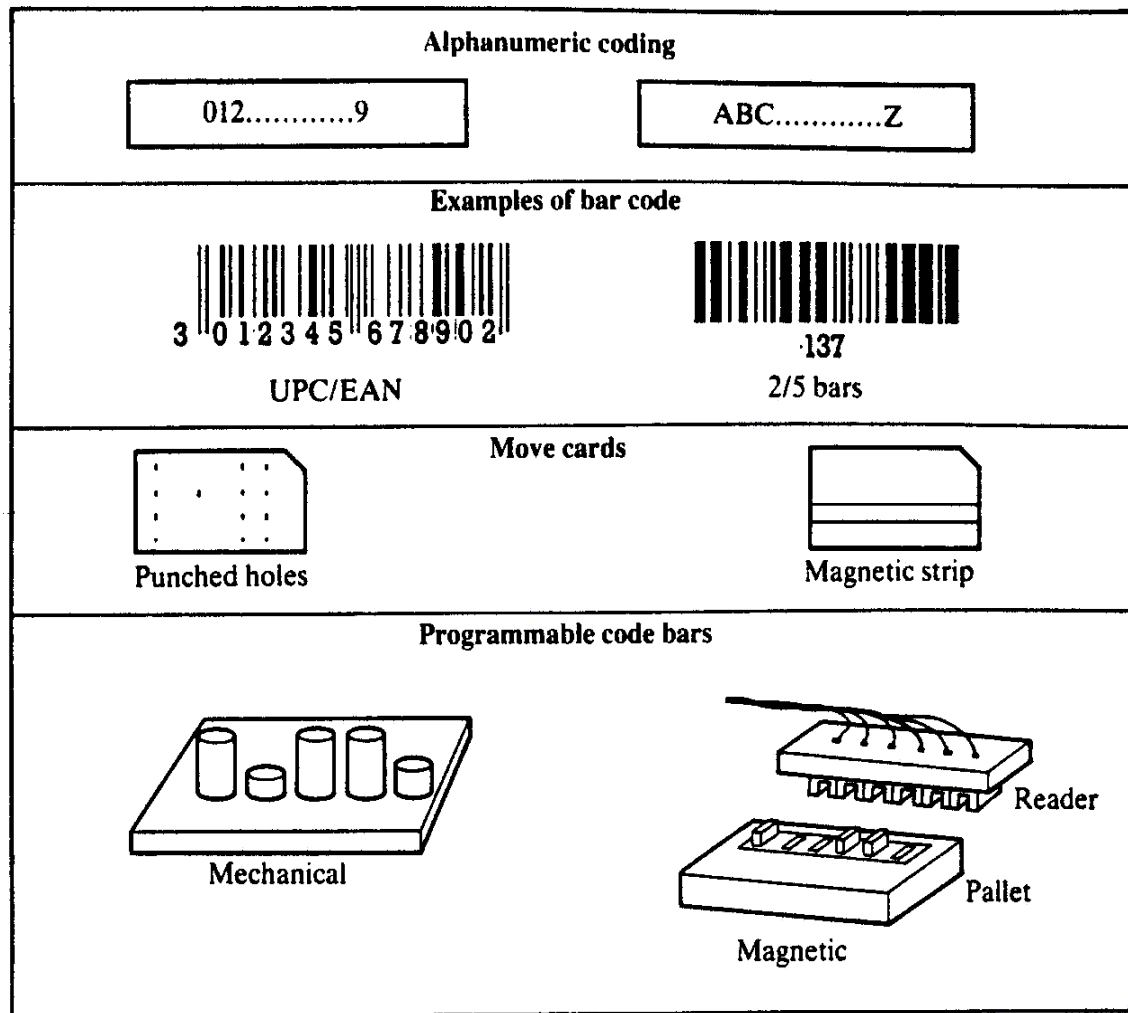 Alphanumeric coding
012............9
ABC............Z
Examples of bar code
3 012345 678902
·137
UPC/EAN
2/5 bars
Move cards
Punched holes
Magnetic strip
Programmable code bars
Reader
Mechanical
Pallet
Magnetic